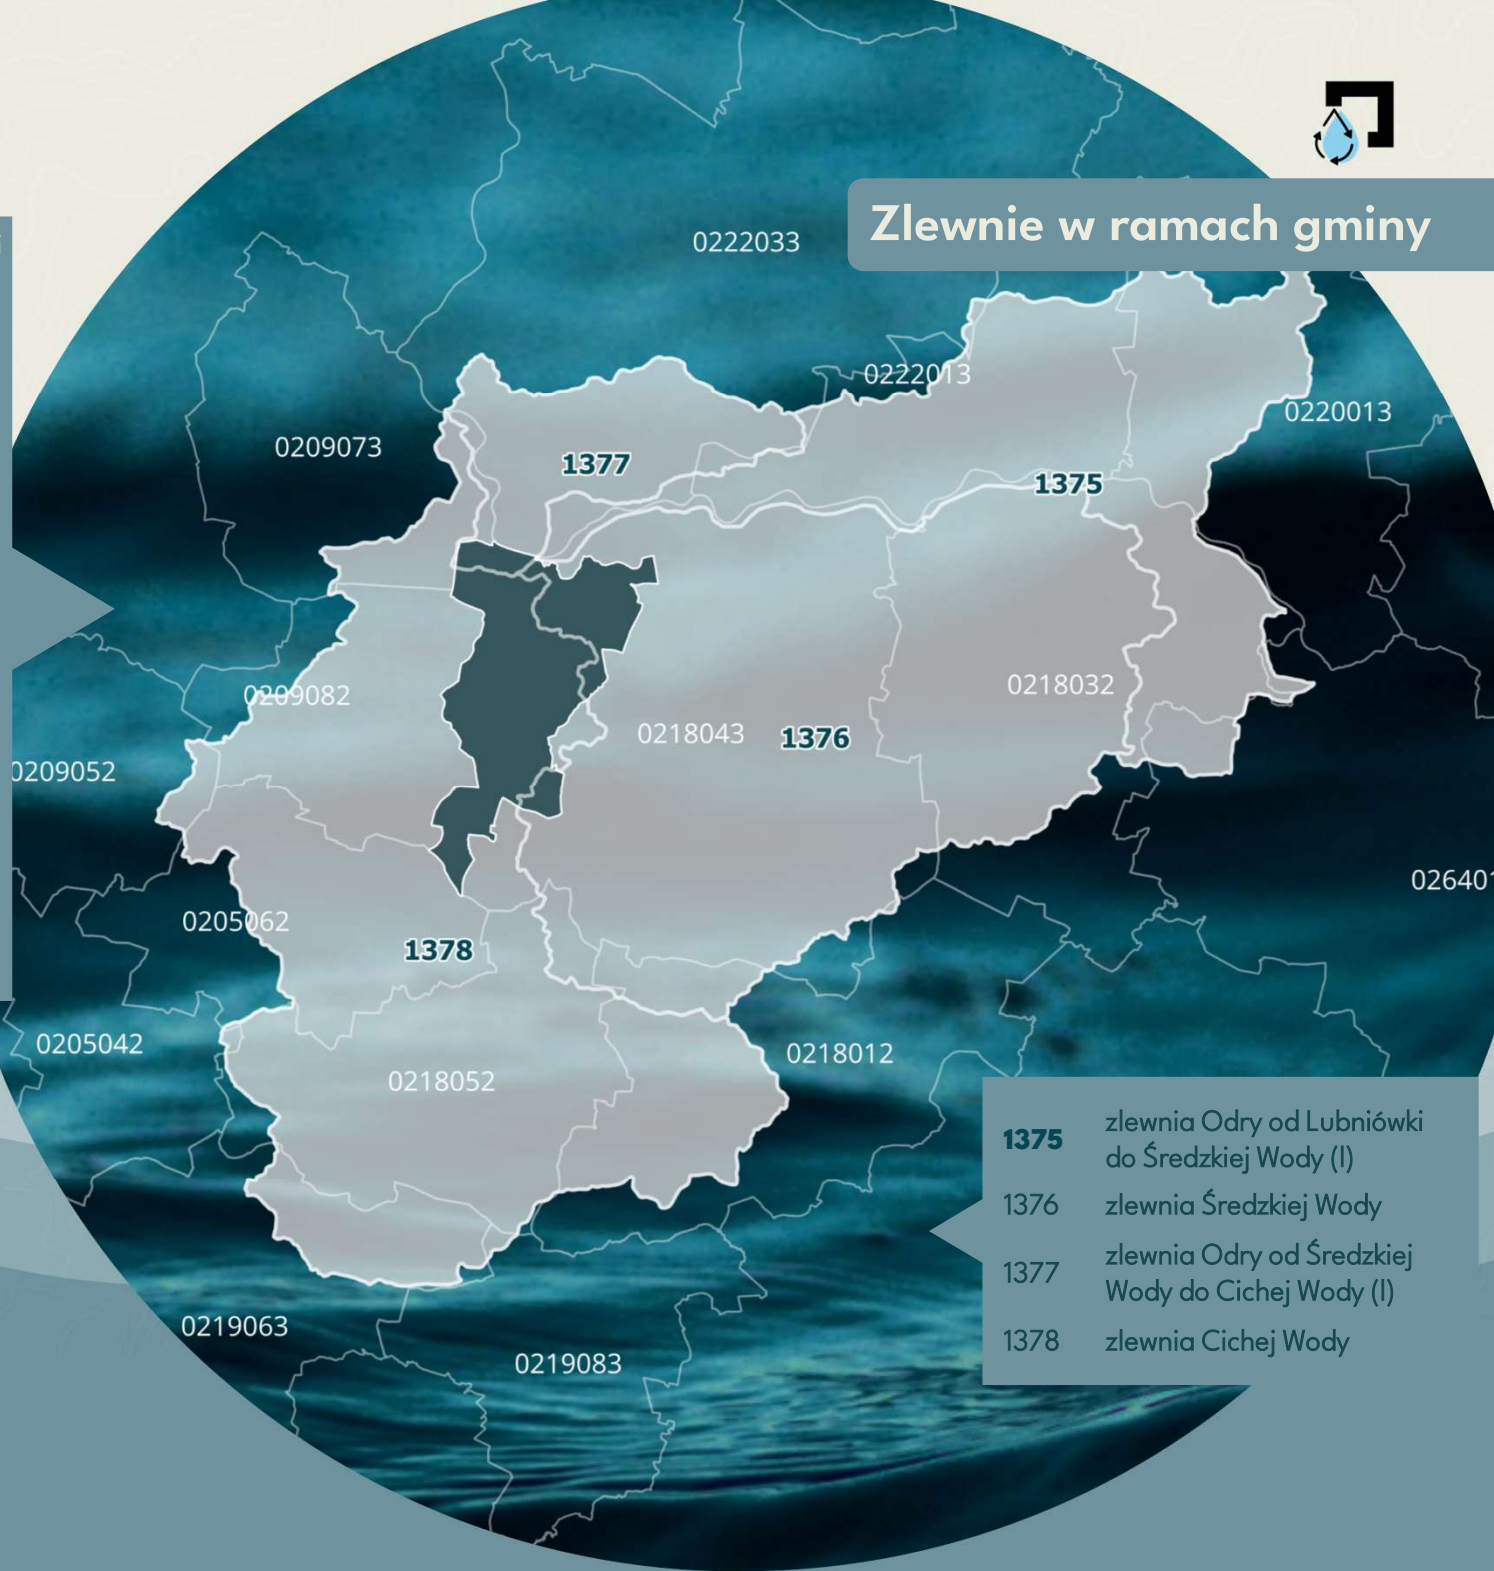 Zlewnie w ramach gminy
0222033
0222013
0220013
0209073
1377
1375
0209082
0218032
0218043
1376
0209052
0205062
1378
0205042
0218012
0218052
0219063
0219083
1375 zlewnia Odry od Lubniówki
do Średzkiej Wody (l)
1376 zlewnia Średzkiej Wody
1377 zlewnia Odry od Średzkiej
Wody do Cichej Wody (l)
1378 zlewnia Cichej Wody